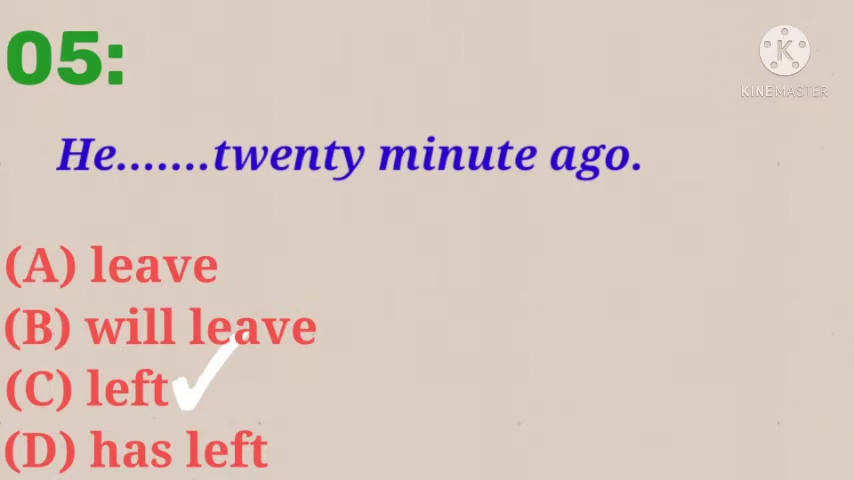 05:
KINEMASTER
He.......twenty minute ago.
(A) leave
(B) will leave
(C) left
(D) has left